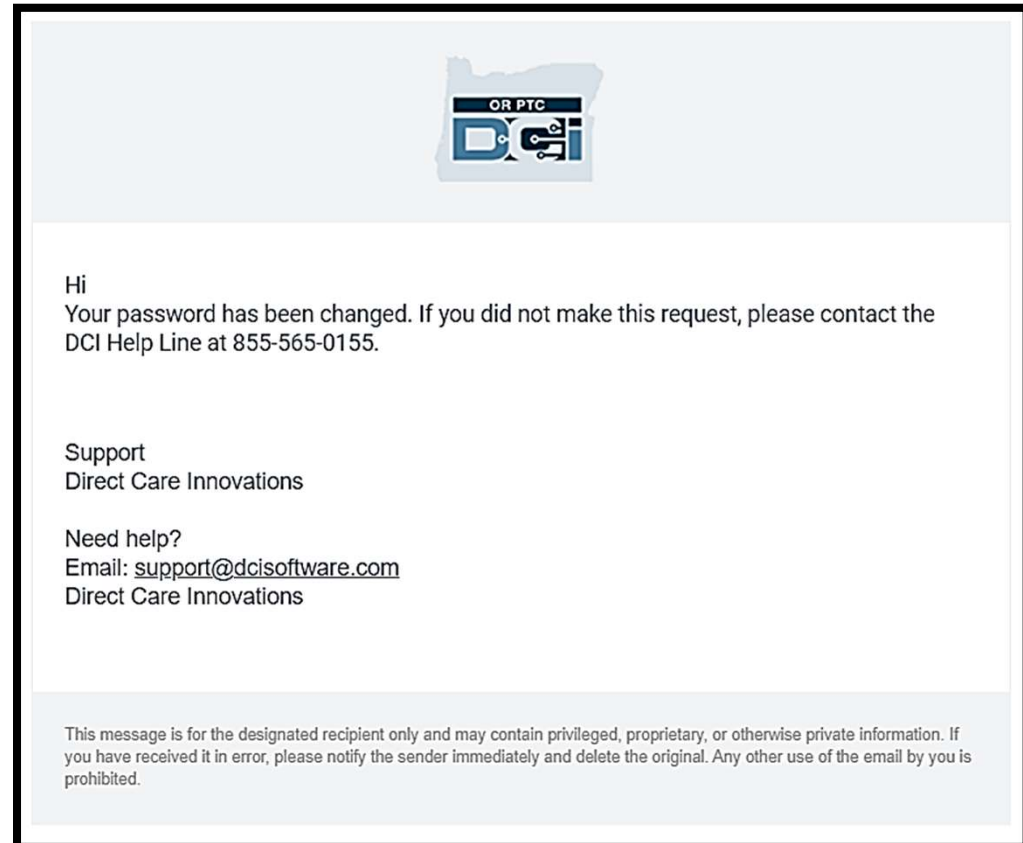 OR PTC
DCi
Hi
Your password has been changed. If you did not make this request, please contact the
DCI Help Line at 855-565-0155.
Support
Direct Care Innovations
Need help?
Email: support@dcisoftware.com
Direct Care Innovations
This message is for the designated recipient only and may contain privileged, proprietary, or otherwise private information. If
you have received it in error, please notify the sender immediately and delete the original. Any other use of the email by you is
prohibited.